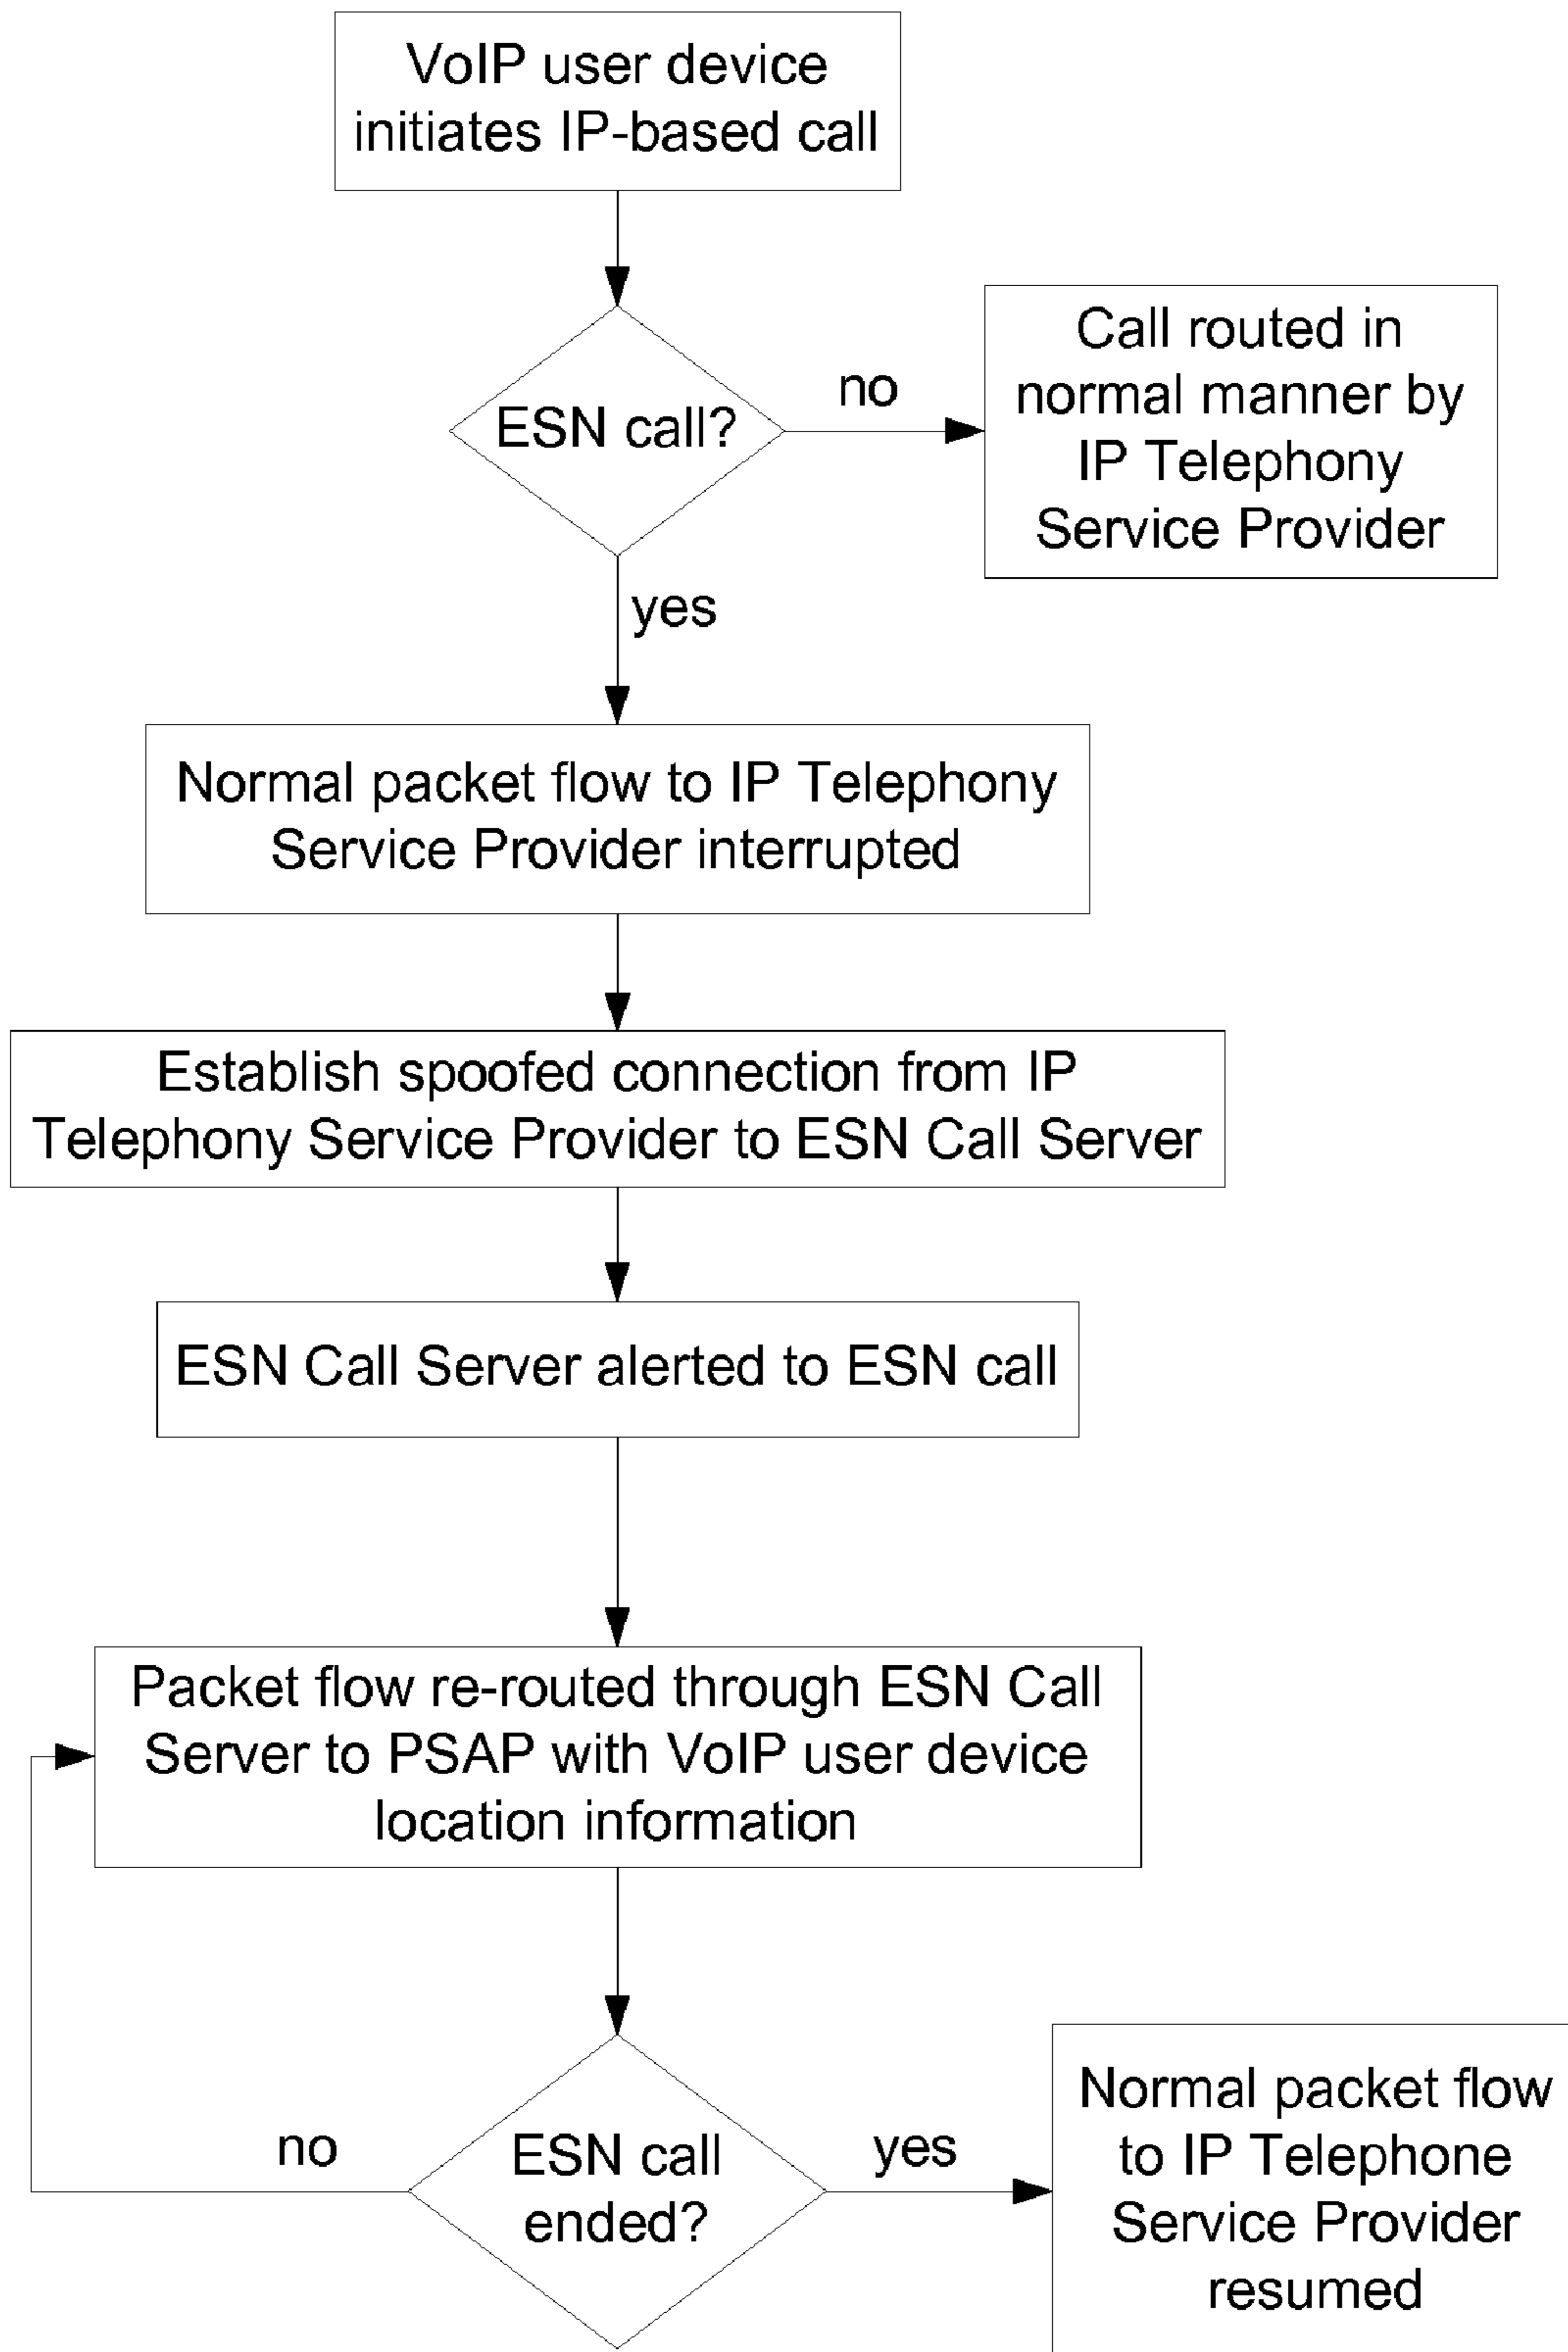 VoIP user device
initiates IP-based call
ESN call?
no
Call routed in
normal manner by
IP Telephony
Service Provider
yes
Normal packet flow to IP Telephony
Service Provider interrupted
Establish spoofed connection from IP
Telephony Service Provider to ESN Call Server
ESN Call Server alerted to ESN call
Packet flow re-routed through ESN Call
Server to PSAP with VoIP user device
location information
no
ESN call
ended?
yes
Normal packet flow
to IP Telephone
Service Provider
resumed